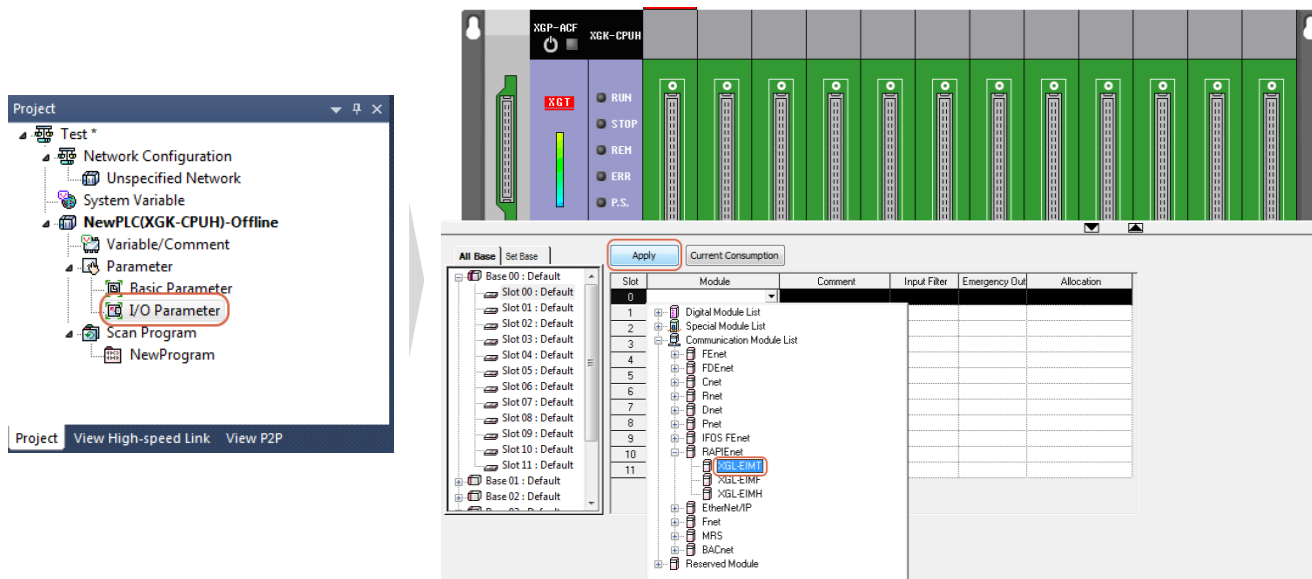 Project
Test *
Network Configuration
Unspecified Network
System Variable
NewPLC(XGK-CPUH)-Offline
Variable/Comment
Parameter
Basic Parameter
I/O Parameter
Scan Program
NewProgram
Project View High-speed Link View P2P
XGP-ACF XGK-CPUH
XGT
RUN
STOP
REM
ERR
P.S.
All Base Set Base
Apply Current Consumption
Base 00 : Default
Slot 00 : Default
Slot 01 : Default
Slot 02 : Default
Slot 03 : Default
Slot 04 : Default
Slot 05 : Default
Slot 06 : Default
Slot 07 : Default
Slot 08 : Default
Slot 09 : Default
Slot 10 : Default
Slot 11 : Default
Base 01 : Default
Base 02 : Default
Slot Module Comment Input Filter Emergency Out Allocation
0
1
2
3
4
5
6
7
8
9
10
11
Digital Module List
Special Module List
Communication Module List
FEnet
FDEnet
Cnet
Rnet
Dnet
Pnet
IFOS FEnet
RAPIEnet
XGL-EIMT
XGL-EIMF
XGL-EIMH
EtherNet/IP
Fnet
MRS
BACnet
Reserved Module